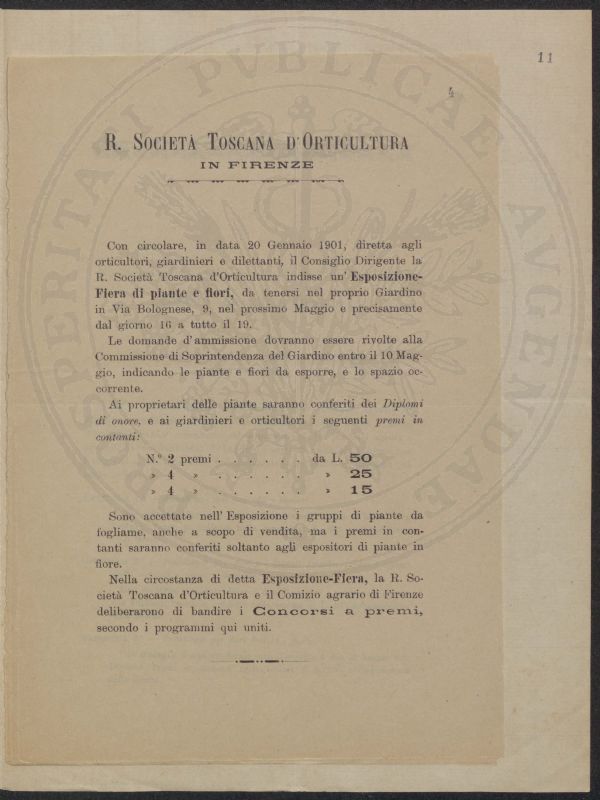 11
4
R. SOCIETÀ TOSCANA D'ORTICULTURA
IN FIRENZE
Con circolare, in data 20 Gennaio 1901, diretta agli
orticultori, giardinieri e dilettanti, il Consiglio Dirigente la
R. Società Toscana d'Orticultura indisse un' Esposizione-
Fiera di piante e fiori, da tenersi nel proprio Giardino
in Via Bolognese, 9, nel prossimo Maggio e precisamente
dal giorno 16 a tutto il 19.
Le domande d'ammissione dovranno essere rivolte alla
Commissione di Soprintendenza del Giardino entro il 10 Mag-
gio, indicando le piante e fiori da esporre, e lo spazio oc-
corrente.
Ai proprietari delle piante saranno conferiti dei Diplomi
di onore, e ai giardinieri e orticultori i seguenti premi in
contanti:
N.º 2 premi . . . . . . da L. 50
» 4 » . . . . . . » 25
» 4 » . . . . . . » 15
Sono accettate nell' Esposizione i gruppi di piante da
fogliame, anche a scopo di vendita, ma i premi in con-
tanti saranno conferiti soltanto agli espositori di piante in
fiore.
Nella circostanza di detta Esposizione-Fiera, la R. So-
cietà Toscana d'Orticultura e il Comizio agrario di Firenze
deliberarono di bandire i Concorsi a premi,
secondo i programmi qui uniti.
PROSPERITATI PVBLICAE AVGENDAE